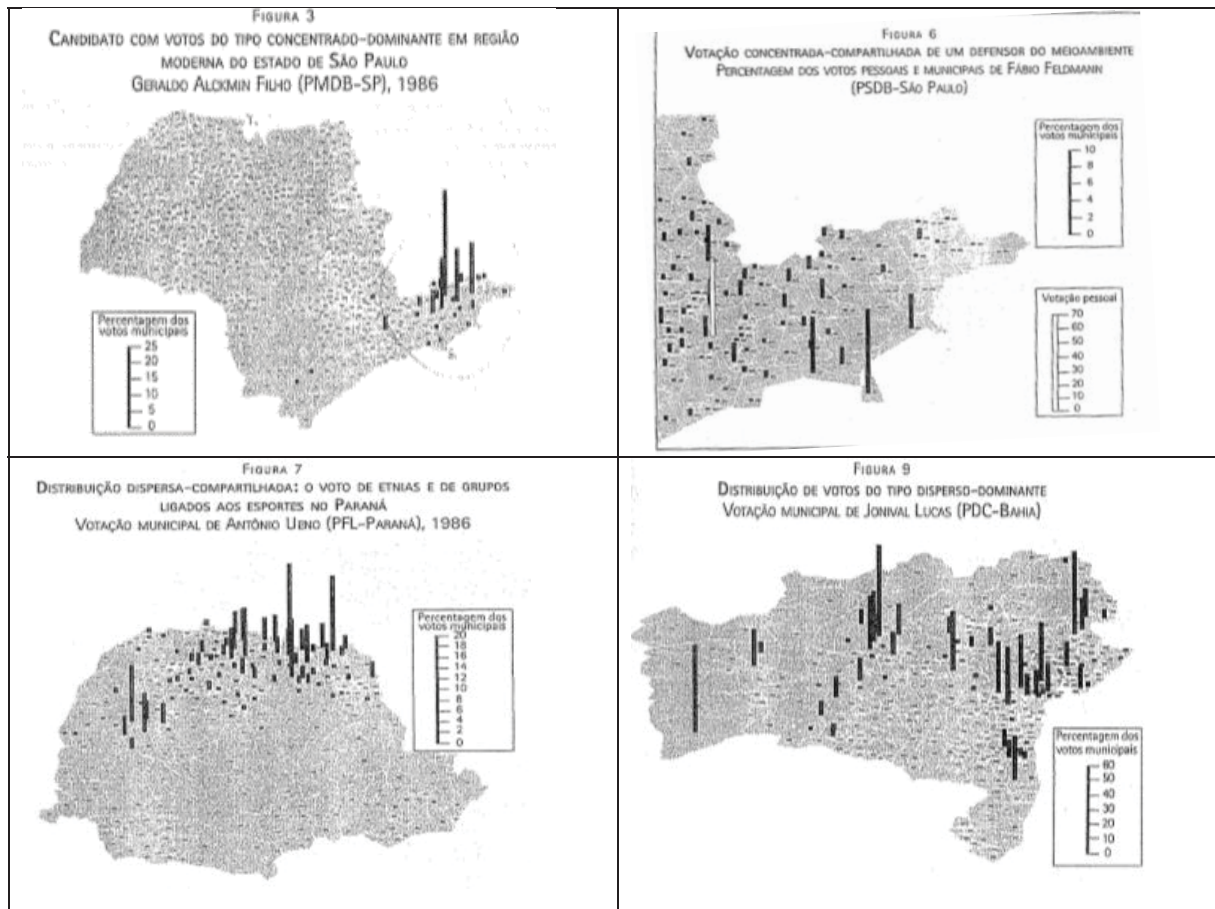 FIGURA 3
CANDIDATO COM VOTOS DO TIPO CONCENTRADO-DOMINANTE EM REGIÃO
MODERNA DO ESTADO DE SÃO PAULO
GERALDO ALCKMIN FILHO (PMDB-SP), 1986
Percentagem dos
votos municipais
25
20
15
10
5
0
FIGURA 6
VOTAÇÃO CONCENTRADA-COMPARTILHADA DE UM DEFENSOR DO MEIOAMBIENTE
PERCENTAGEM DOS VOTOS PESSOAIS E MUNICIPAIS DE FÁBIO FELDMANN
(PSDB-SÃO PAULO)
Percentagem dos
votos municipais
10
8
6
4
2
0
Votação pessoal
70
60
50
40
30
20
10
0
FIGURA 7
DISTRIBUIÇÃO DISPERSA-COMPARTILHADA: O VOTO DE ETNIAS E DE GRUPOS
LIGADOS AOS ESPORTES NO PARANÁ
VOTAÇÃO MUNICIPAL DE ANTÔNIO UENO (PFL-PARANÁ), 1986
Percentagem dos
votos municipais
20
18
16
14
12
10
8
6
4
2
0
FIGURA 9
DISTRIBUIÇÃO DE VOTOS DO TIPO DISPERSO-DOMINANTE
VOTAÇÃO MUNICIPAL DE JONIVAL LUCAS (PDC-BAHIA)
Percentagem dos
votos municipais
60
50
40
30
20
10
0